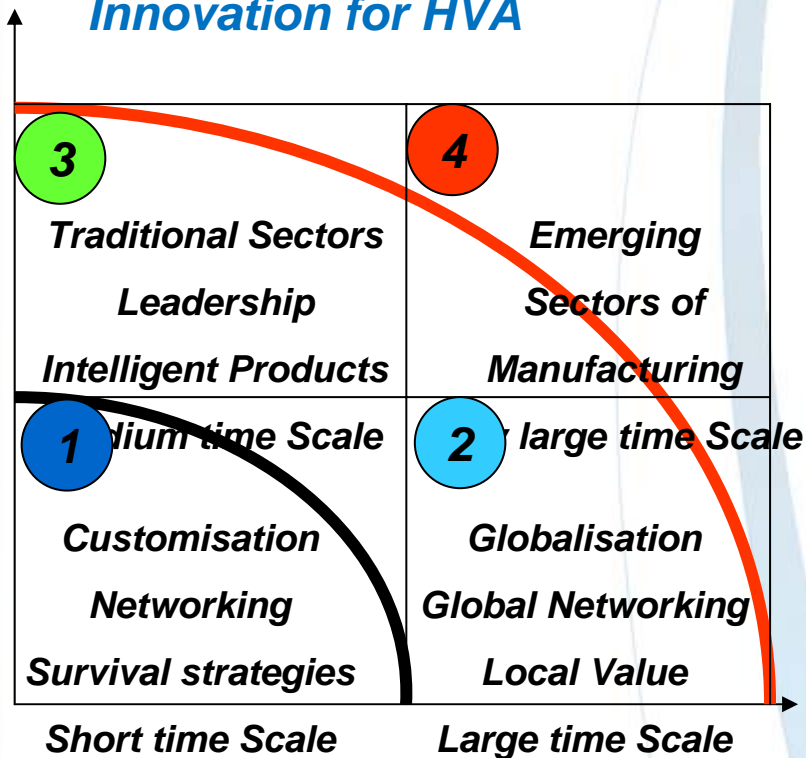 Innovation for HVA
3
Traditional Sectors
Leadership
Intelligent Products
dium time Scale
4
Emerging
Sectors of
Manufacturing
large time Scale
1
Customisation
Networking
Survival strategies
Short time Scale
2
Globalisation
Global Networking
Local Value
Large time Scale